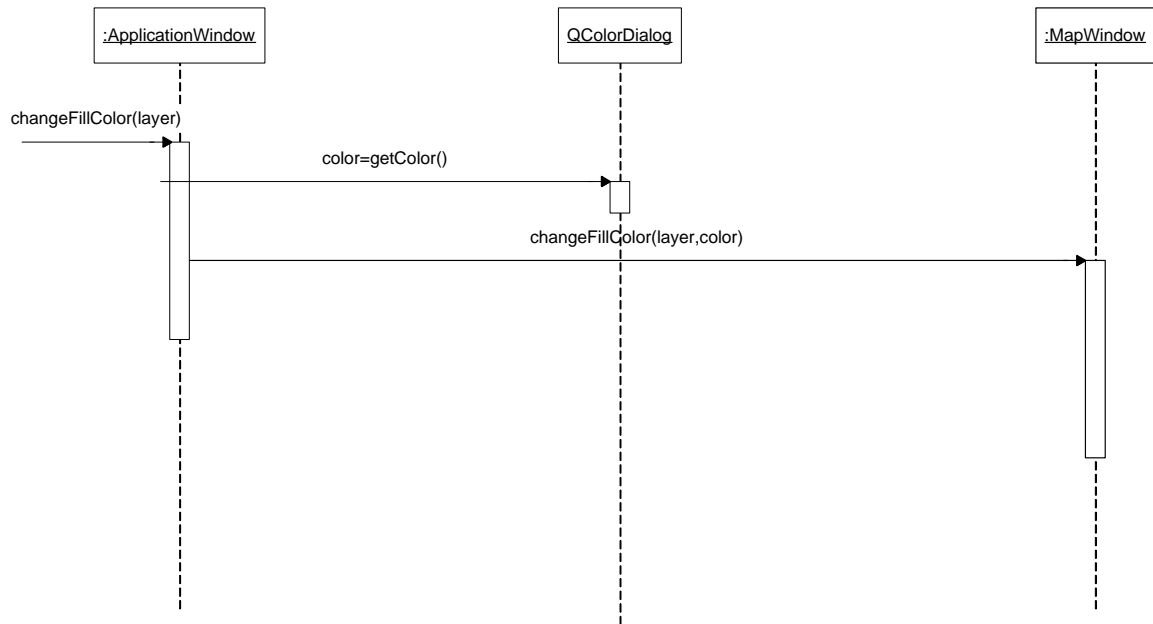 :ApplicationWindow
QColorDialog
:MapWindow
changeFillColor(layer)
color=getColor()
changeFillColor(layer,color)